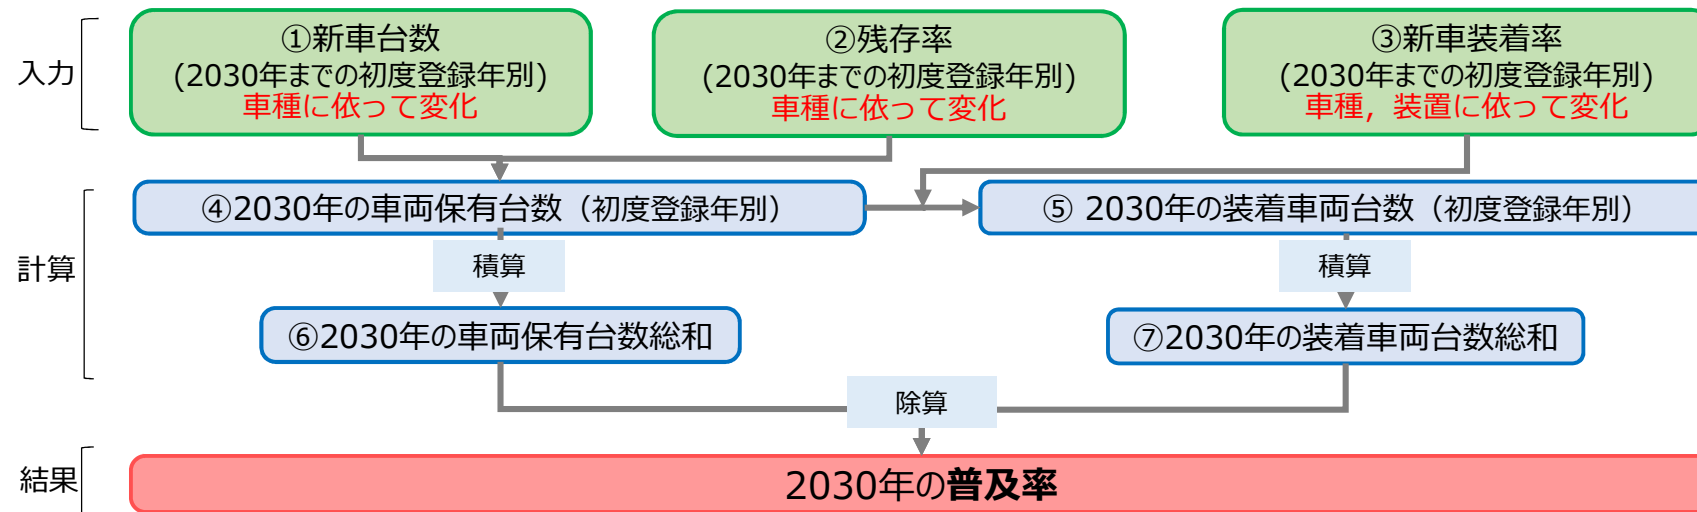 入力
①新車台数
(2030年までの初度登録年別)
車種に依って変化
②残存率
(2030年までの初度登録年別)
車種に依って変化
③新車装着率
(2030年までの初度登録年別)
車種，装置に依って変化
計算
④2030年の車両保有台数（初度登録年別）
⑤ 2030年の装着車両台数（初度登録年別）
積算
積算
⑥2030年の車両保有台数総和
⑦2030年の装着車両台数総和
除算
結果
2030年の普及率